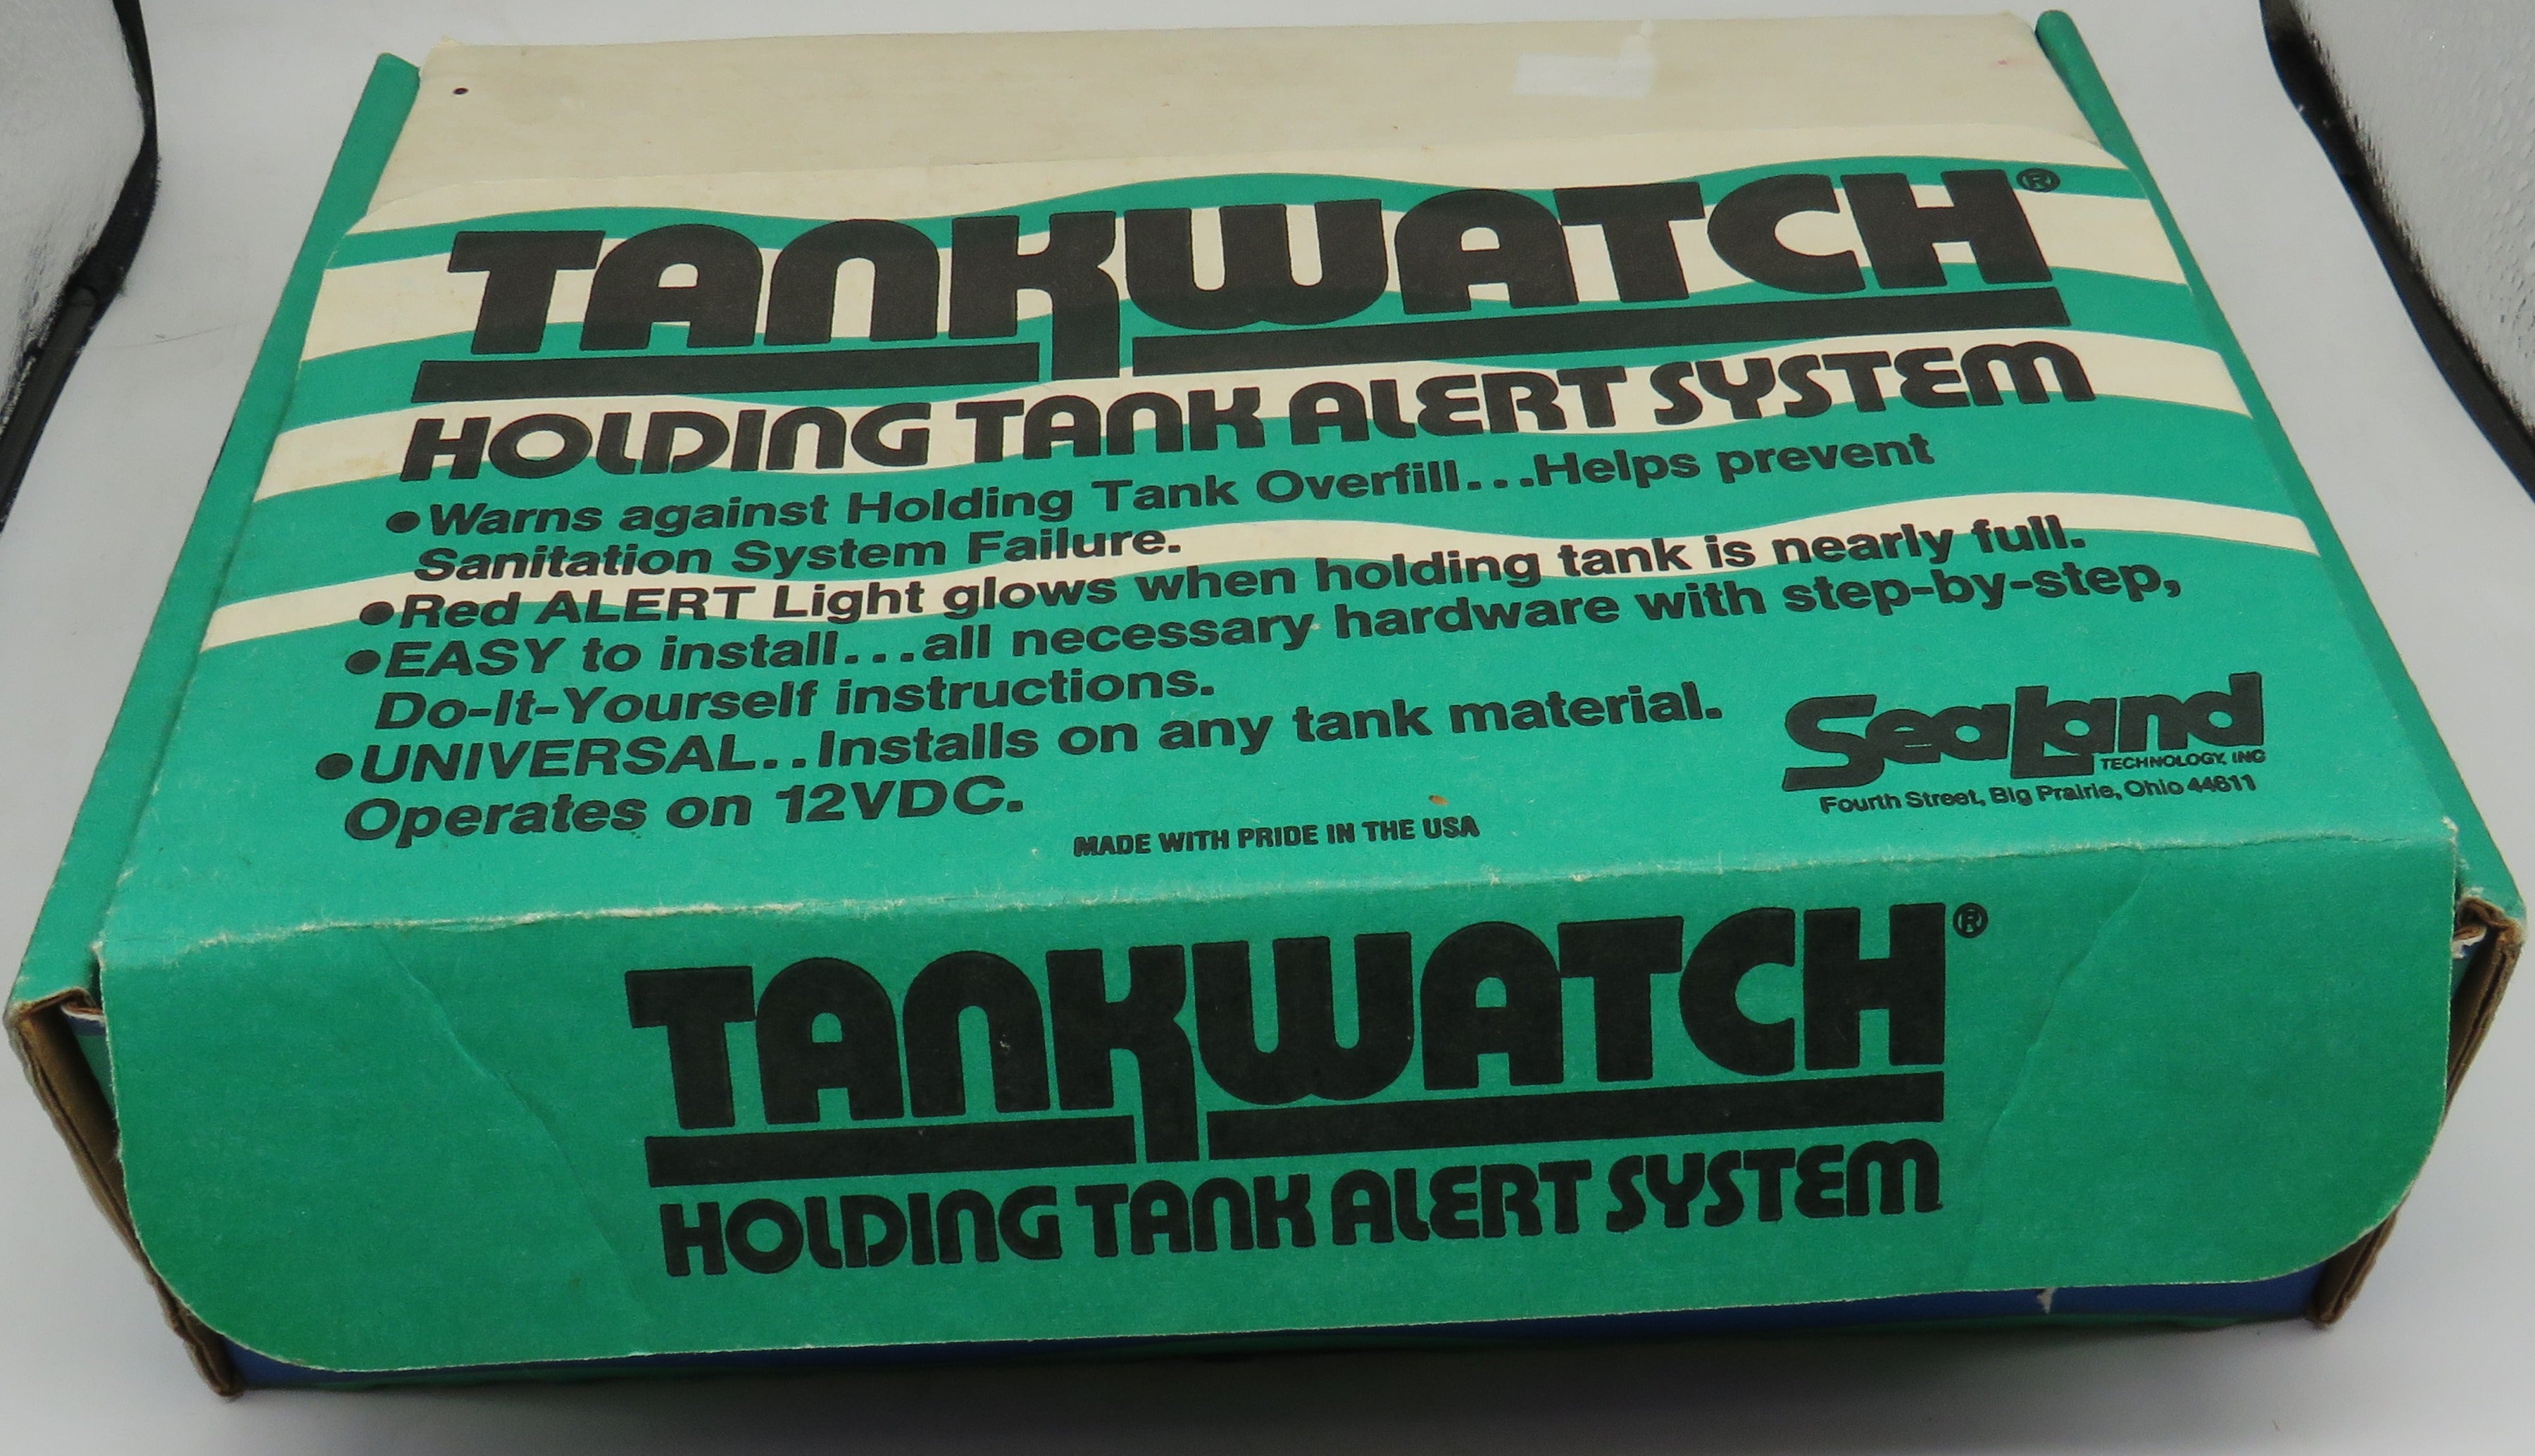 TANKWATCH®
HOLDING TANK ALERT SYSTEM
•Warns against Holding Tank Overfill...Helps prevent
Sanitation System Failure.
•Red ALERT Light glows when holding tank is nearly full.
•EASY to install...all necessary hardware with step-by-step,
Do-It-Yourself instructions.
•UNIVERSAL..Installs on any tank material.
Operates on 12VDC.
SeaLand
TECHNOLOGY, INC
Fourth Street, Big Prairie, Ohio 44611
MADE WITH PRIDE IN THE USA
TANKWATCH®
HOLDING TANK ALERT SYSTEM